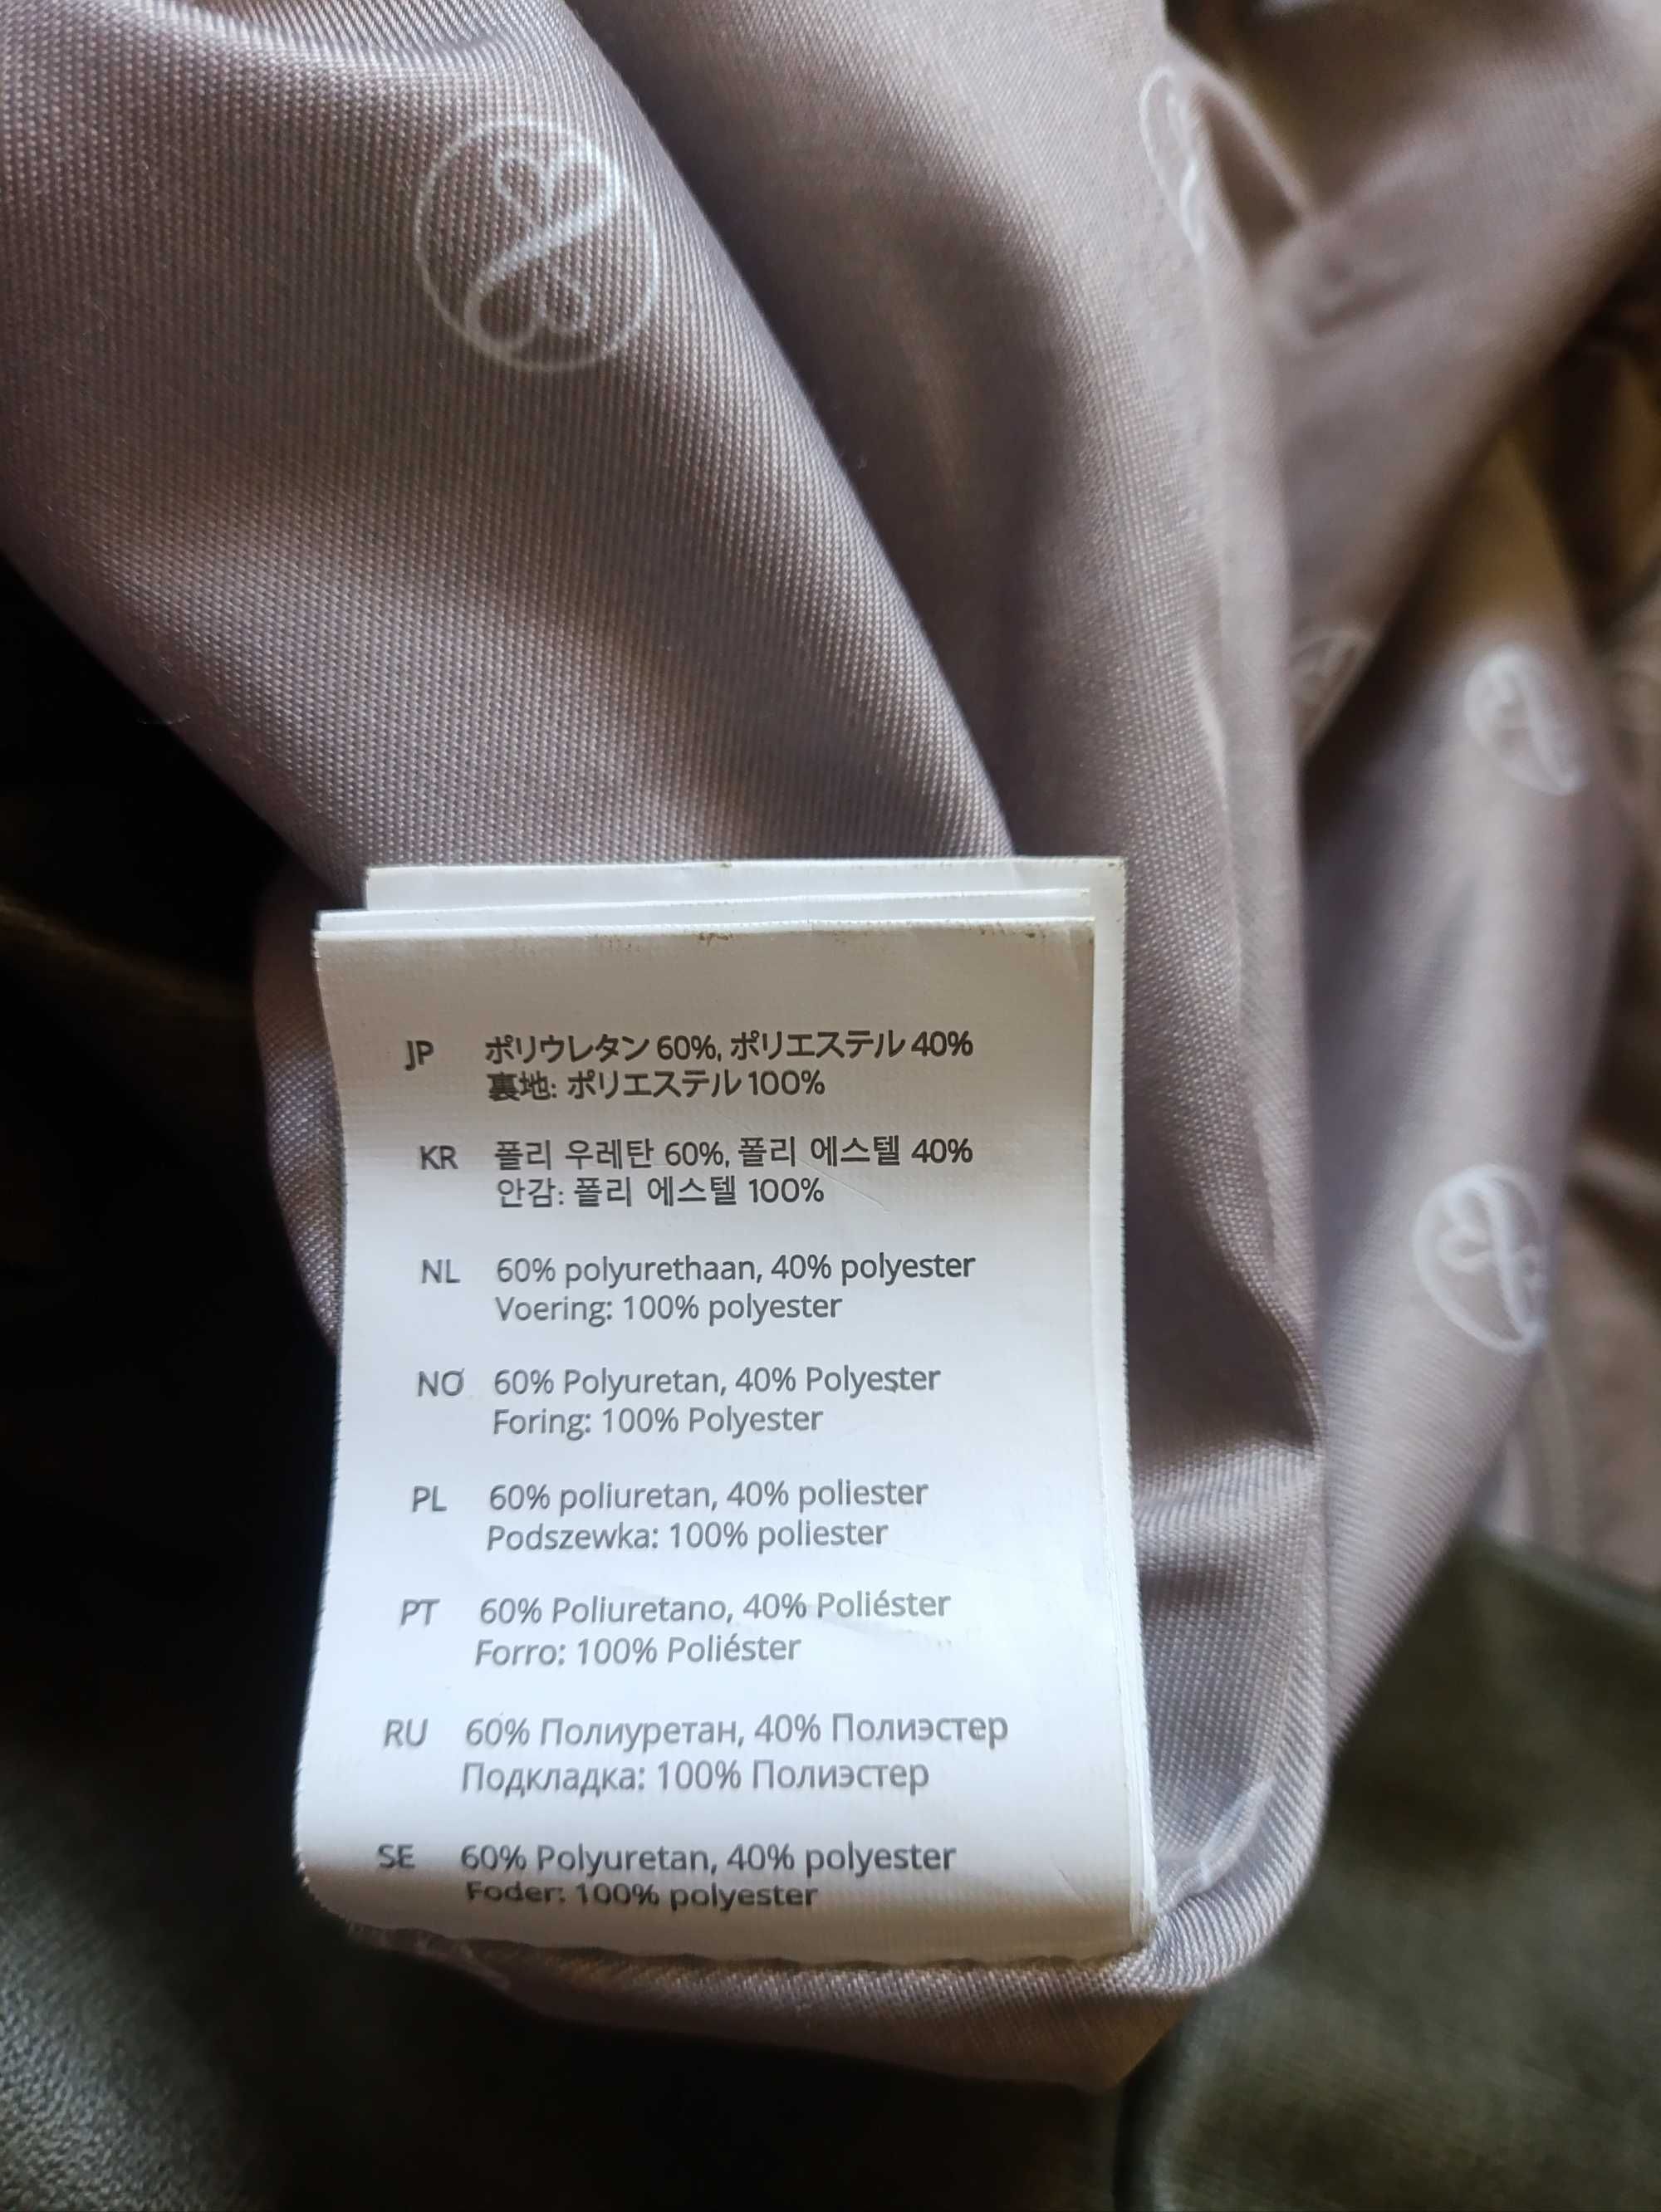 JP ポリウレタン 60%, ポリエステル 40%
裏地: ポリエステル 100%
KR 폴리 우레탄 60%, 폴리 에스텔 40%
안감: 폴리 에스텔 100%
NL 60% polyurethaan, 40% polyester
Voering: 100% polyester
NO 60% Polyuretan, 40% Polyester
Foring: 100% Polyester
PL 60% poliuretan, 40% poliester
Podszewka: 100% poliester
PT 60% Poliuretano, 40% Poliéster
Forro: 100% Poliéster
RU 60% Полиуретан, 40% Полиэстер
Подкладка: 100% Полиэстер
SE 60% Polyuretan, 40% polyester
Foder: 100% polyester